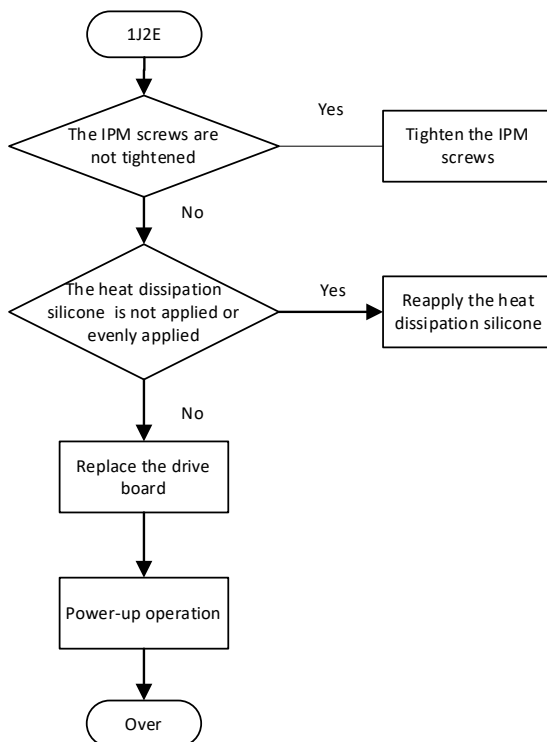 1J2E
The IPM screws are
not tightened
Yes
Tighten the IPM
screws
No
The heat dissipation
silicone is not applied or
evenly applied
Yes
Reapply the heat
dissipation silicone
No
Replace the drive
board
Power-up operation
Over